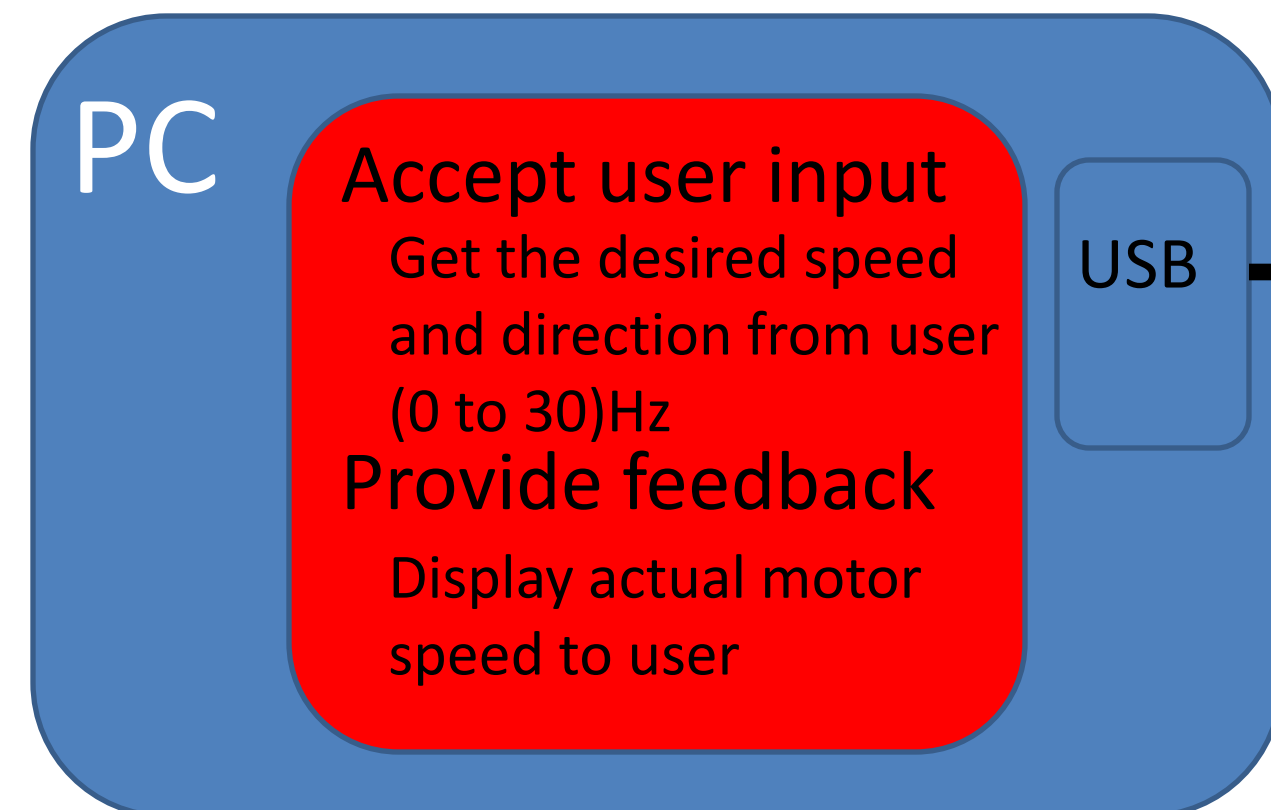 PC
Accept user input
Get the desired speed
and direction from user
(0 to 30)Hz
Provide feedback
Display actual motor
speed to user
USB